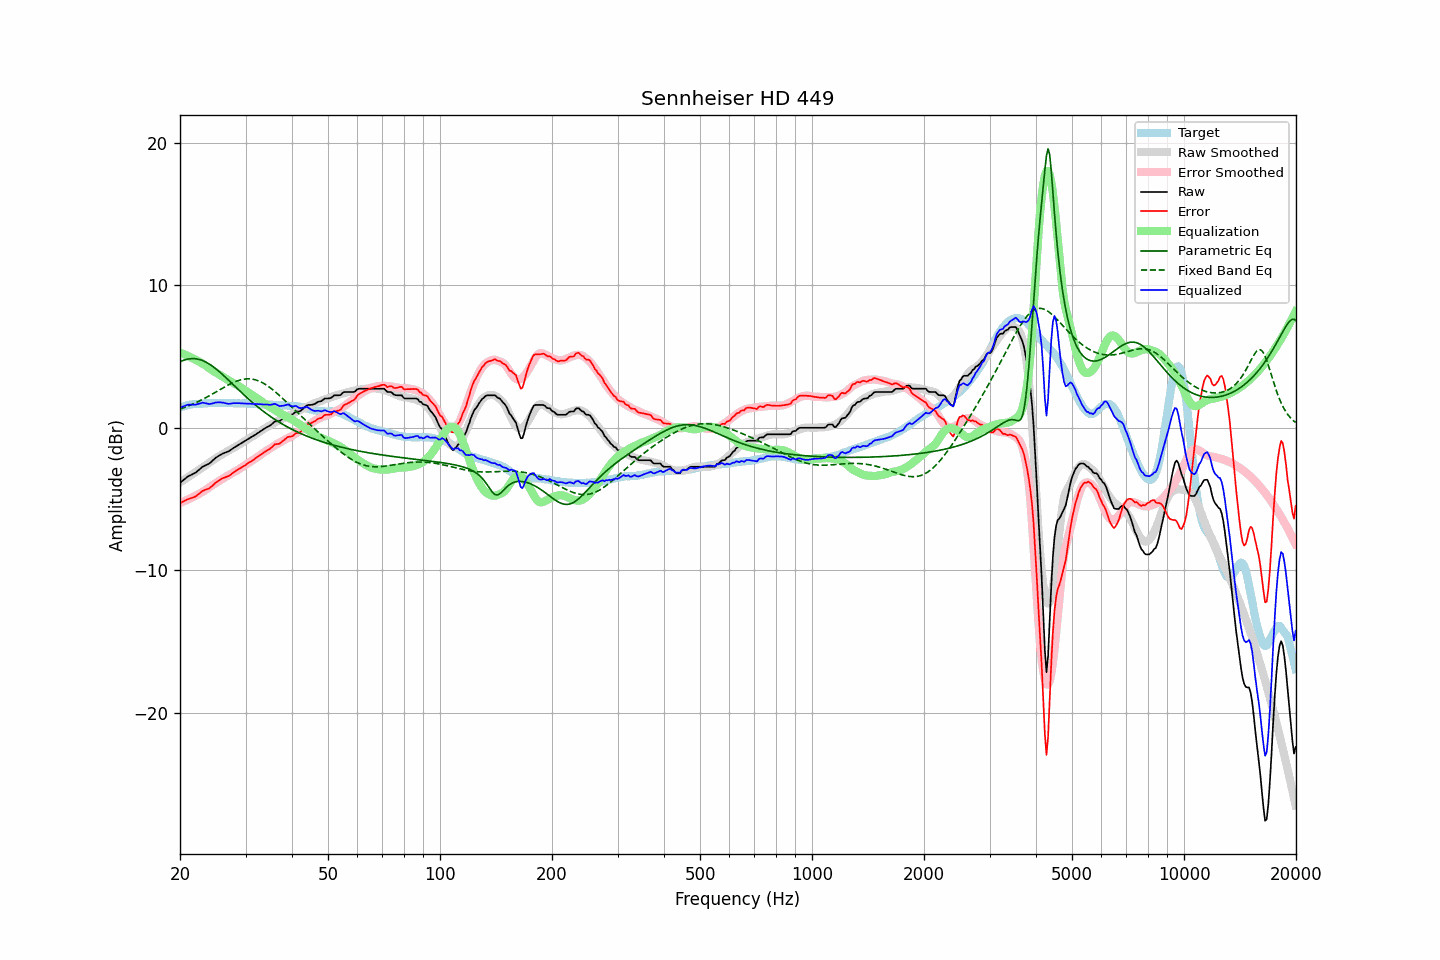 Sennheiser HD 449
Target
Raw Smoothed
Error Smoothed
Raw
Error
Equalization
Parametric Eq
Fixed Band Eq
Equalized
20
10
0
−10
−20
Amplitude (dBr)
20
50
100
200
500
1000
2000
5000
10000
20000
Frequency (Hz)